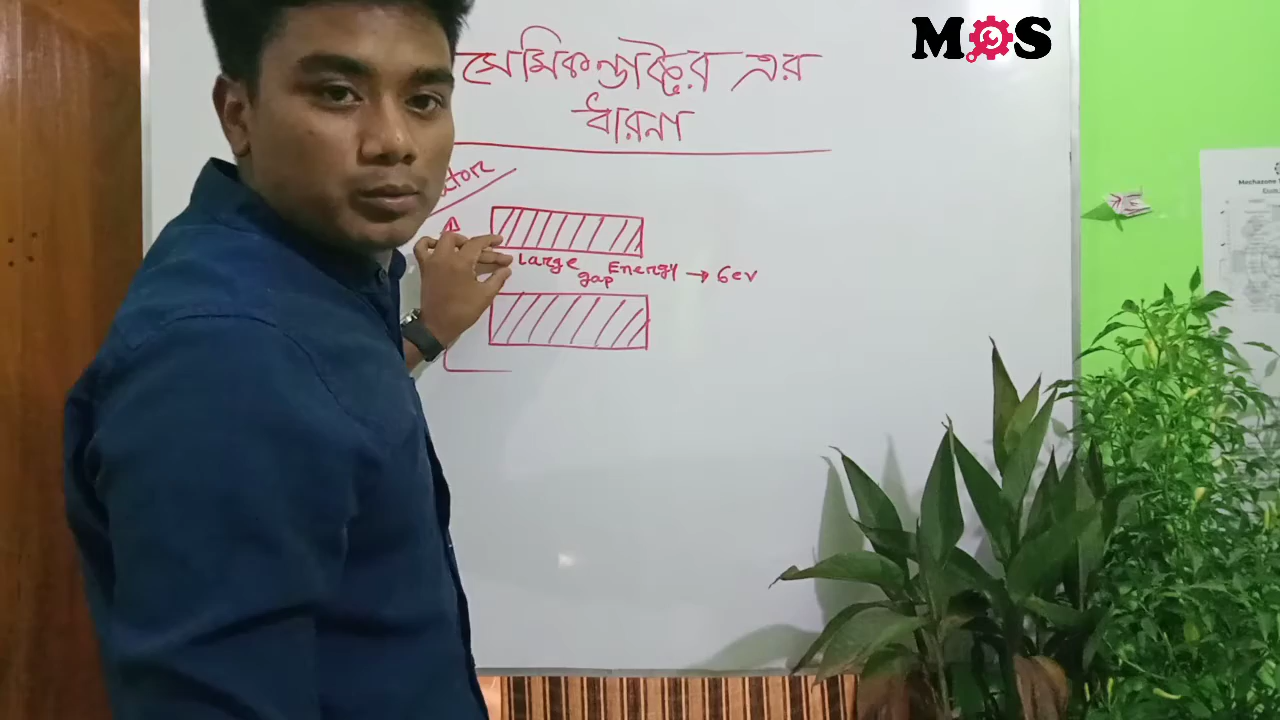 MOS
সেমিকন্ডাক্টর এর
ধারনা
Large
gap Energy → 6ev